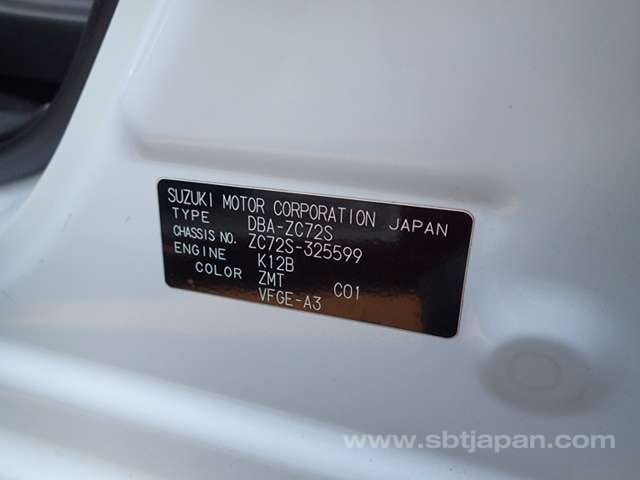 SUZUKI MOTOR CORPORATION JAPAN
TYPE DBA-ZC72S
CHASSIS NO. ZC72S-325599
ENGINE K12B
COLOR ZMT C01
VFGE-A3
www.sbtjapan.com